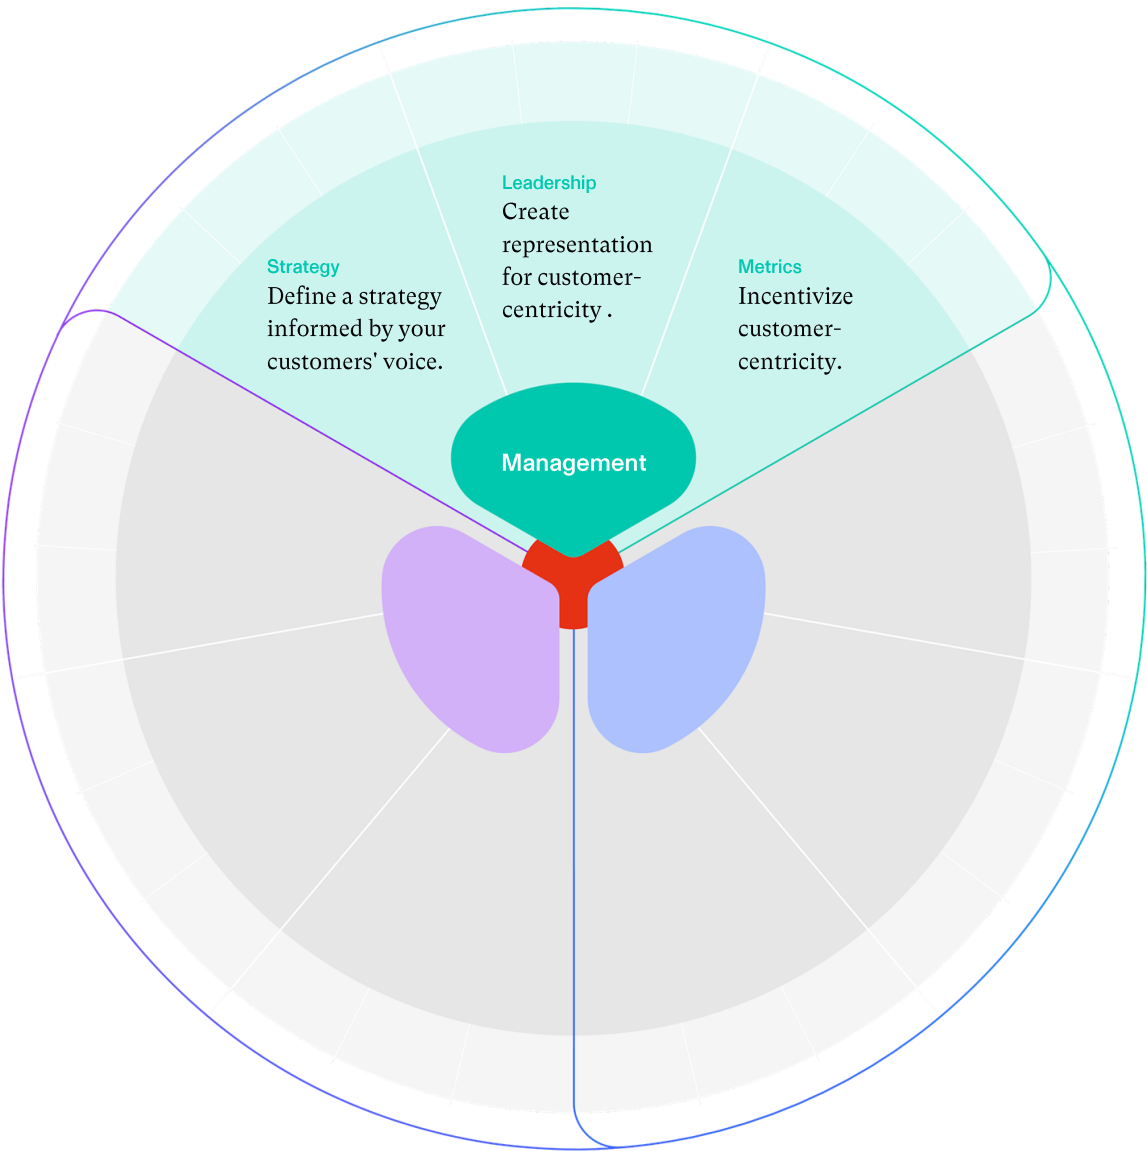 Leadership
Create
representation
for customer-
centricity .
Strategy
Define a strategy
informed by your
customers' voice.
Metrics
Incentivize
customer-
centricity.
Management